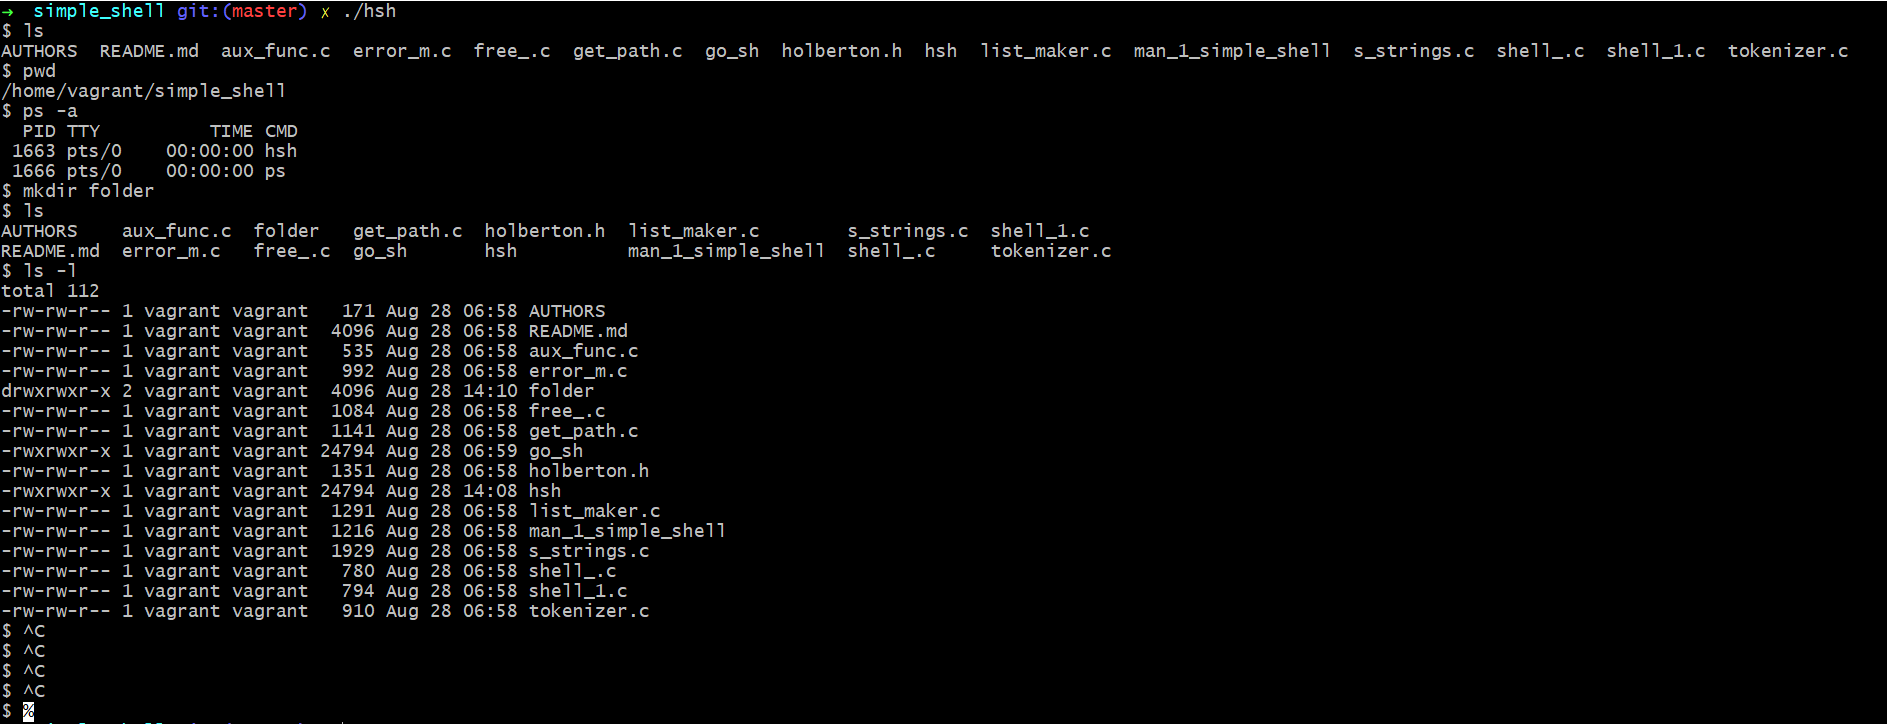 → simple_shell git:(master) ✗ ./hsh
$ ls
AUTHORS  README.md  aux_func.c  error_m.c  free_.c  get_path.c  go_sh  holberton.h  hsh  list_maker.c  man_1_simple_shell  s_strings.c  shell_.c  shell_1.c  tokenizer.c
$ pwd
/home/vagrant/simple_shell
$ ps -a
  PID TTY          TIME CMD
 1663 pts/0    00:00:00 hsh
 1666 pts/0    00:00:00 ps
$ mkdir folder
$ ls
AUTHORS    aux_func.c  folder   get_path.c  holberton.h  list_maker.c        s_strings.c  shell_1.c
README.md  error_m.c   free_.c  go_sh       hsh          man_1_simple_shell  shell_.c     tokenizer.c
$ ls -l
total 112
-rw-rw-r-- 1 vagrant vagrant   171 Aug 28 06:58 AUTHORS
-rw-rw-r-- 1 vagrant vagrant  4096 Aug 28 06:58 README.md
-rw-rw-r-- 1 vagrant vagrant   535 Aug 28 06:58 aux_func.c
-rw-rw-r-- 1 vagrant vagrant   992 Aug 28 06:58 error_m.c
drwxrwxr-x 2 vagrant vagrant  4096 Aug 28 14:10 folder
-rw-rw-r-- 1 vagrant vagrant  1084 Aug 28 06:58 free_.c
-rw-rw-r-- 1 vagrant vagrant  1141 Aug 28 06:58 get_path.c
-rwxrwxr-x 1 vagrant vagrant 24794 Aug 28 06:59 go_sh
-rw-rw-r-- 1 vagrant vagrant  1351 Aug 28 06:58 holberton.h
-rwxrwxr-x 1 vagrant vagrant 24794 Aug 28 14:08 hsh
-rw-rw-r-- 1 vagrant vagrant  1291 Aug 28 06:58 list_maker.c
-rw-rw-r-- 1 vagrant vagrant  1216 Aug 28 06:58 man_1_simple_shell
-rw-rw-r-- 1 vagrant vagrant  1929 Aug 28 06:58 s_strings.c
-rw-rw-r-- 1 vagrant vagrant   780 Aug 28 06:58 shell_.c
-rw-rw-r-- 1 vagrant vagrant   794 Aug 28 06:58 shell_1.c
-rw-rw-r-- 1 vagrant vagrant   910 Aug 28 06:58 tokenizer.c
$ ^C
$ ^C
$ ^C
$ ^C
$ %